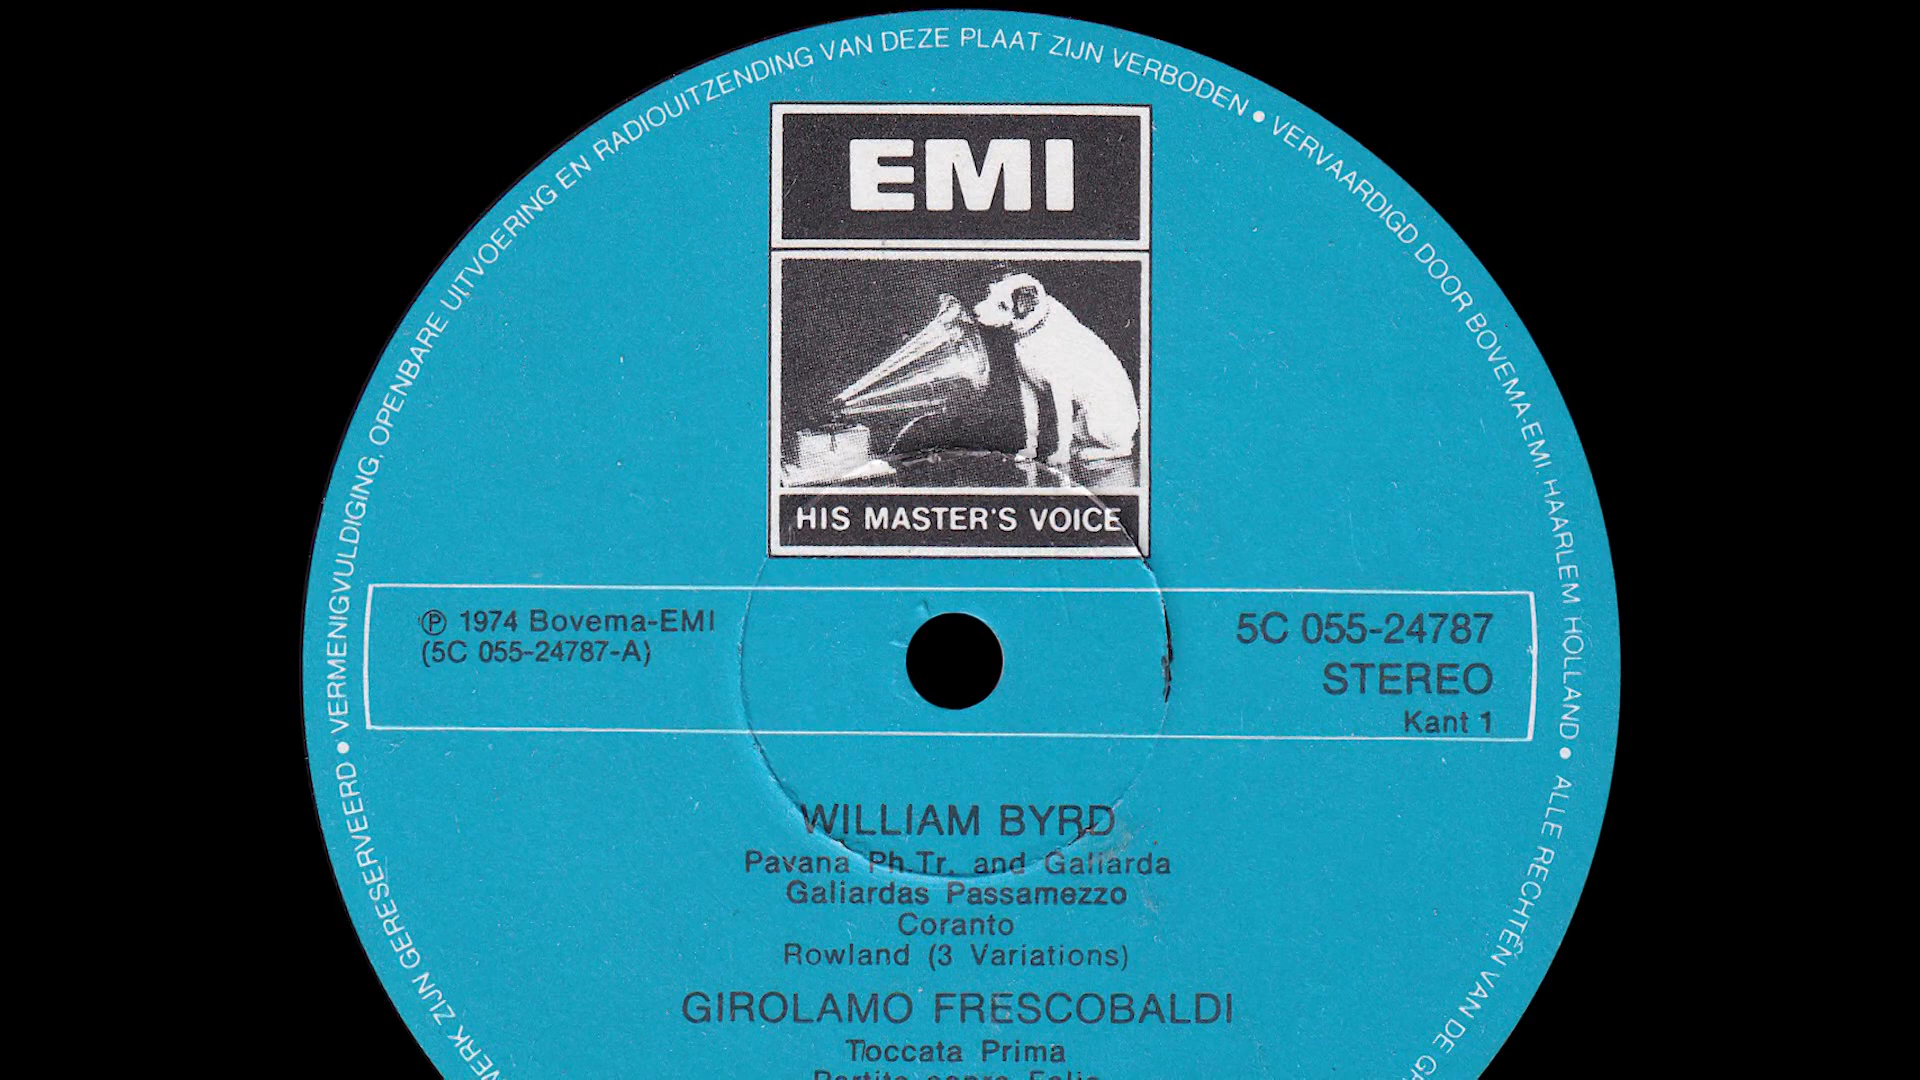 VERMENIGVULDIGING, OPENBARE UITVOERING EN RADIOUITZENDING VAN DEZE PLAAT ZIJN VERBODEN • VERVAARDIGD DOOR BOVEMA-EMI HAARLEM HOLLAND • ALLE RECHTEN VAN DE
ZIJN GERESERVEERD •
EMI
HIS MASTER'S VOICE
Ⓟ 1974 Bovema-EMI
(5C 055-24787-A)
5C 055-24787
STEREO
Kant 1
WILLIAM BYRD
Pavana Ph.Tr. and Galiarda
Galiardas Passamezzo
Coranto
Rowland (3 Variations)
GIROLAMO FRESCOBALDI
Toccata Prima